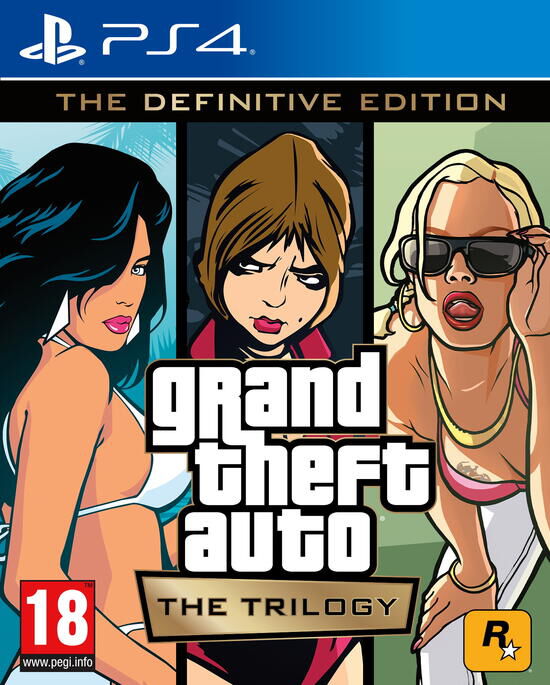 PS4
THE DEFINITIVE EDITION
grand
theft
auto
THE TRILOGY
18
www.pegi.info
R